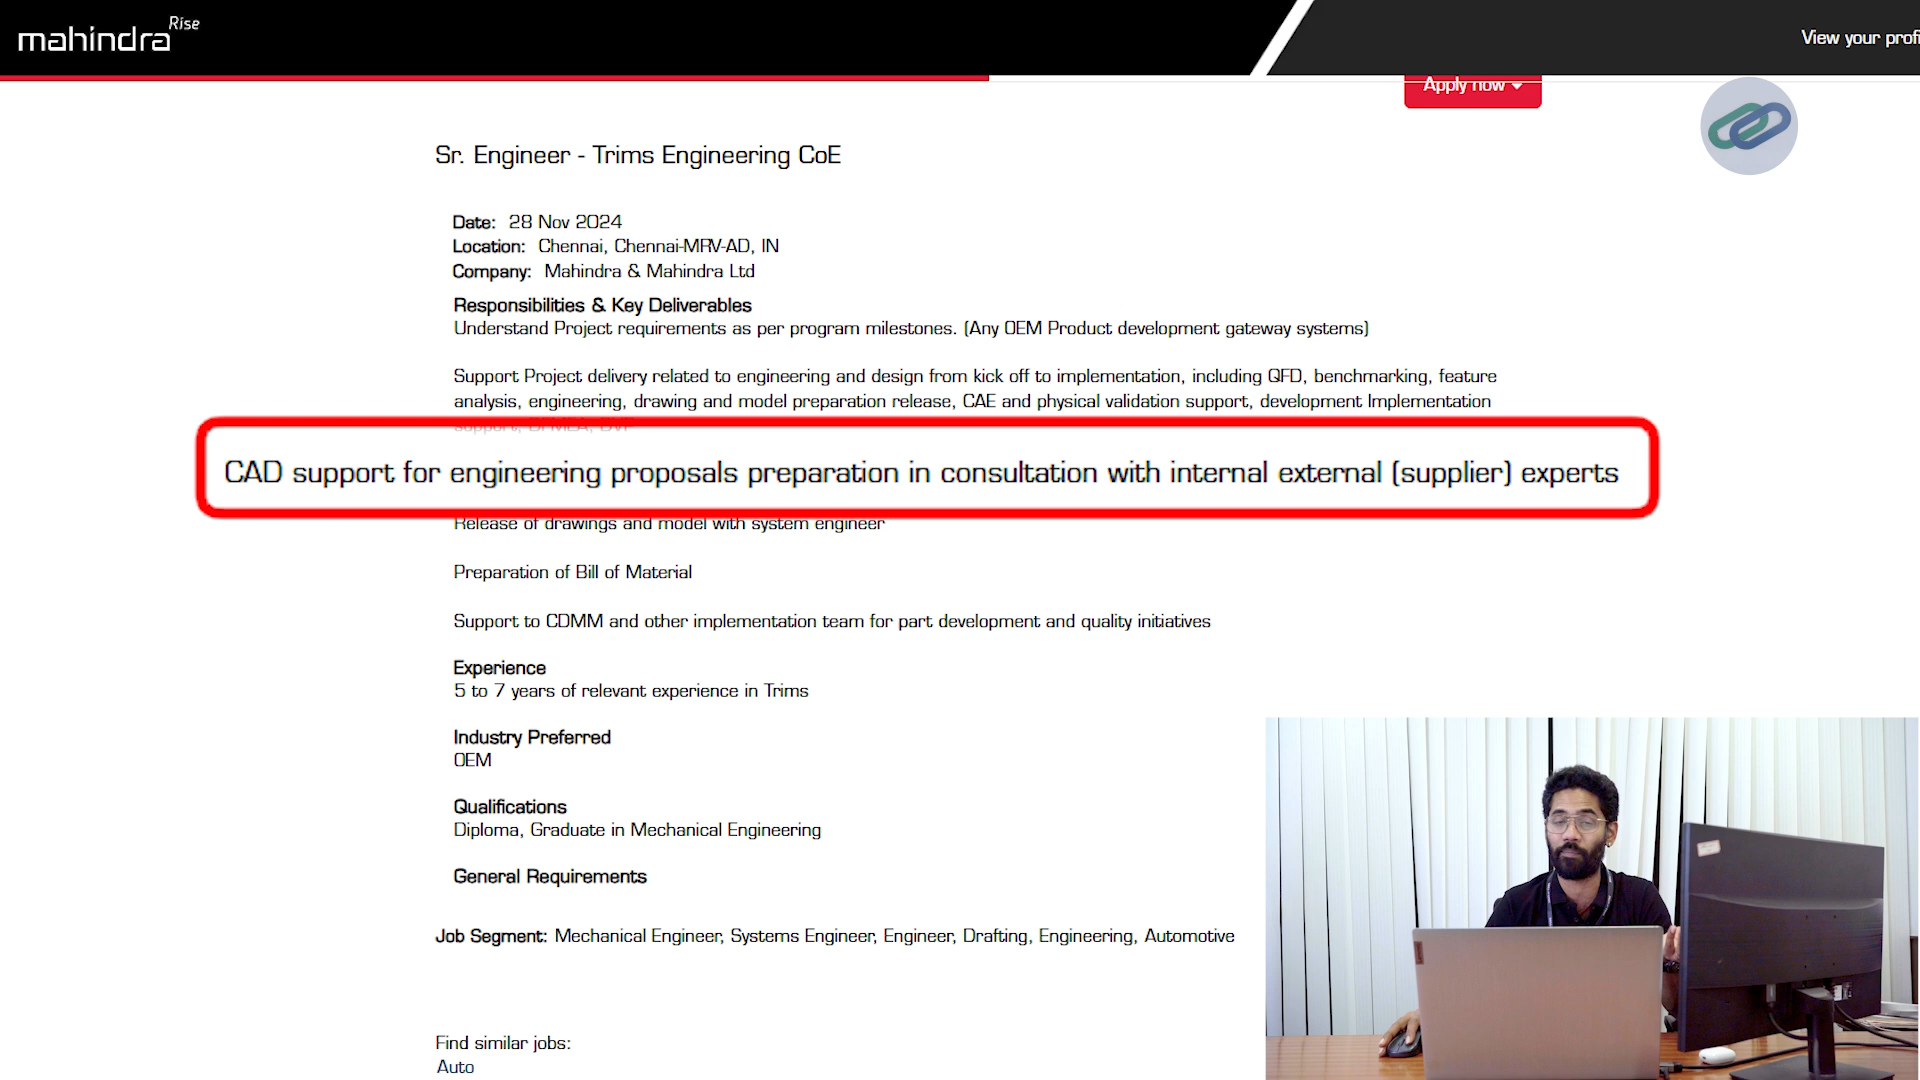 mahindra Rise
View your profi
Apply now
Sr. Engineer - Trims Engineering CoE
Date: 28 Nov 2024
Location: Chennai, Chennai-MRV-AD, IN
Company: Mahindra & Mahindra Ltd
Responsibilities & Key Deliverables
Understand Project requirements as per program milestones. (Any OEM Product development gateway systems)
Support Project delivery related to engineering and design from kick off to implementation, including QFD, benchmarking, feature
analysis, engineering, drawing and model preparation release, CAE and physical validation support, development Implementation
support, DFMEA, DVP
CAD support for engineering proposals preparation in consultation with internal external (supplier) experts
Release of drawings and model with system engineer
Preparation of Bill of Material
Support to CDMM and other implementation team for part development and quality initiatives
Experience
5 to 7 years of relevant experience in Trims
Industry Preferred
OEM
Qualifications
Diploma, Graduate in Mechanical Engineering
General Requirements
Job Segment: Mechanical Engineer, Systems Engineer, Engineer, Drafting, Engineering, Automotive
Find similar jobs:
Auto